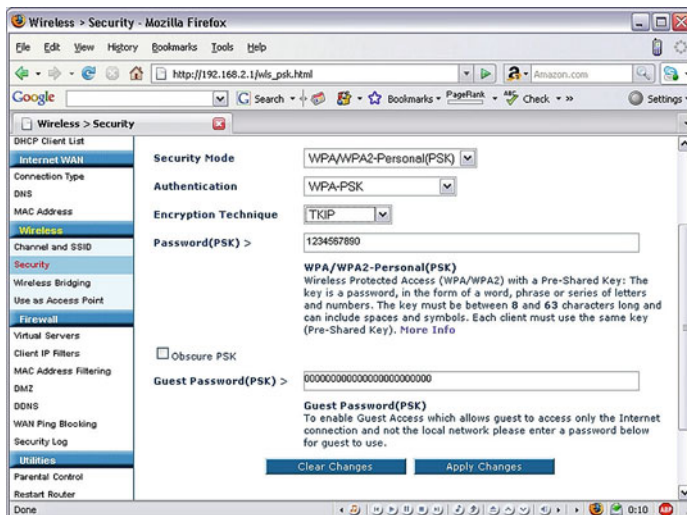 Wireless > Security - Mozilla Firefox
File Edit View History Bookmarks Tools Help
http://192.168.2.1/wls_psk.html
Amazon.com
Google
Search
Bookmarks
PageRank
Check
Settings
Wireless > Security
DHCP Client List
Internet WAN
Connection Type
DNS
MAC Address
Wireless
Channel and SSID
Security
Wireless Bridging
Use as Access Point
Firewall
Virtual Servers
Client IP Filters
MAC Address Filtering
DMZ
DDNS
WAN Ping Blocking
Security Log
Utilities
Parental Control
Restart Router
Security Mode WPA/WPA2-Personal(PSK)
Authentication WPA-PSK
Encryption Technique TKIP
Password(PSK) > 1234567890
WPA/WPA2-Personal(PSK)
Wireless Protected Access (WPA/WPA2) with a Pre-Shared Key: The
key is a password, in the form of a word, phrase or series of letters
and numbers. The key must be between 8 and 63 characters long and
can include spaces and symbols. Each client must use the same key
(Pre-Shared Key). More Info
Obscure PSK
Guest Password(PSK) >
Guest Password(PSK)
To enable Guest Access which allows guest to access only the Internet
connection and not the local network please enter a password below
for guest to use.
Clear Changes Apply Changes
Done
0:10
ABP